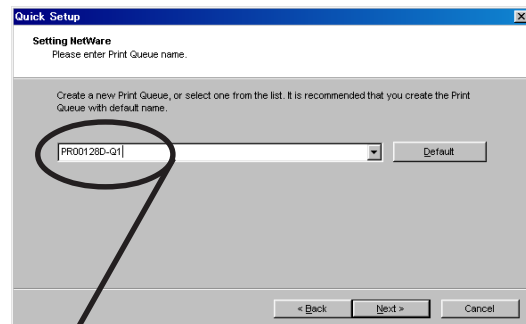 Quick Setup
Setting NetWare
Please enter Print Queue name.
Create a new Print Queue, or select one from the list. It is recommended that you create the Print
Queue with default name.
PR00128D-Q1
Default
< Back
Next >
Cancel